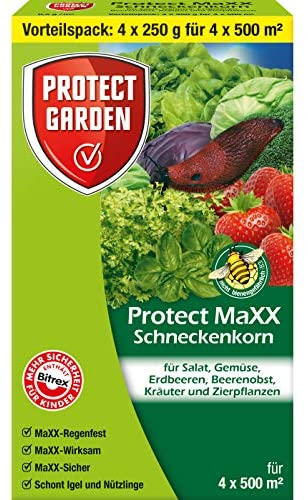 Vorteilspack: 4 x 250 g für 4 x 500 m²
PROTECT
GARDEN
nicht bienengefährlich
Protect MaXX
Schneckenkorn
für Salat, Gemüse,
Erdbeeren, Beerenobst,
Kräuter und Zierpflanzen
MEHR SICHERHEIT
ENTHÄLT
Bitrex
FÜR KINDER
MaXX-Regenfest
MaXX-Wirksam
MaXX-Sicher
Schont Igel und Nützlinge
für
4 x 500 m²